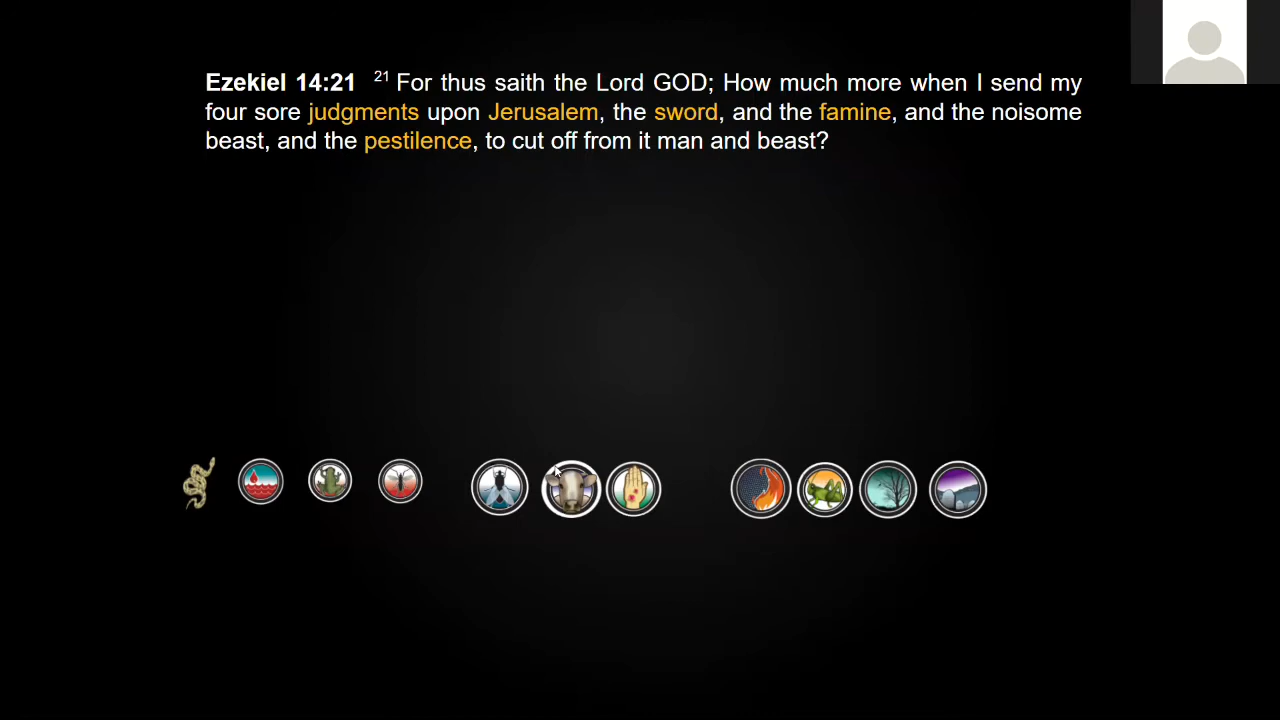 Ezekiel 14:21 21 For thus saith the Lord GOD; How much more when I send my
four sore judgments upon Jerusalem, the sword, and the famine, and the noisome
beast, and the pestilence, to cut off from it man and beast?